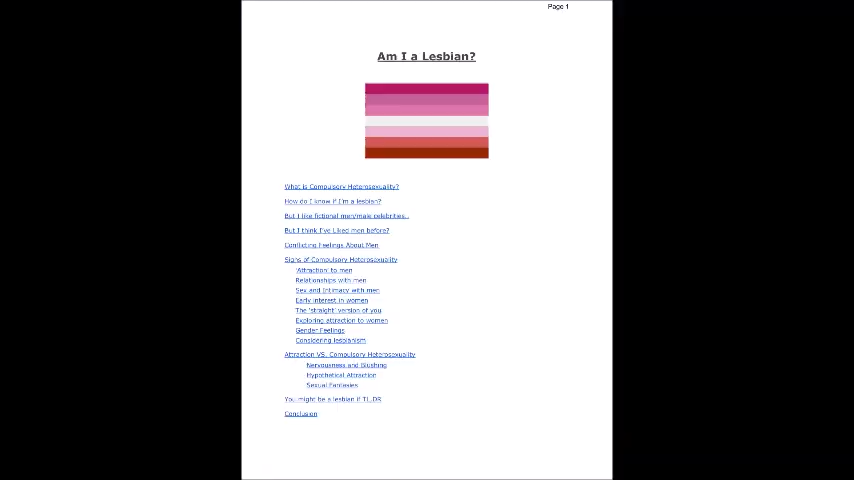 Page 1
Am I a Lesbian?
What is Compulsory Heterosexuality?
How do I know if I'm a lesbian?
But I like fictional men/male celebrities..
But I think I've Liked men before?
Conflicting Feelings About Men
Signs of Compulsory Heterosexuality
'Attraction' to men
Relationships with men
Sex and Intimacy with men
Early interest in women
The 'straight' version of you
Exploring attraction to women
Gender Feelings
Considering lesbianism
Attraction VS. Compulsory Heterosexuality
Nervousness and Blushing
Hypothetical Attraction
Sexual Fantasies
You might be a lesbian if TL;DR
Conclusion